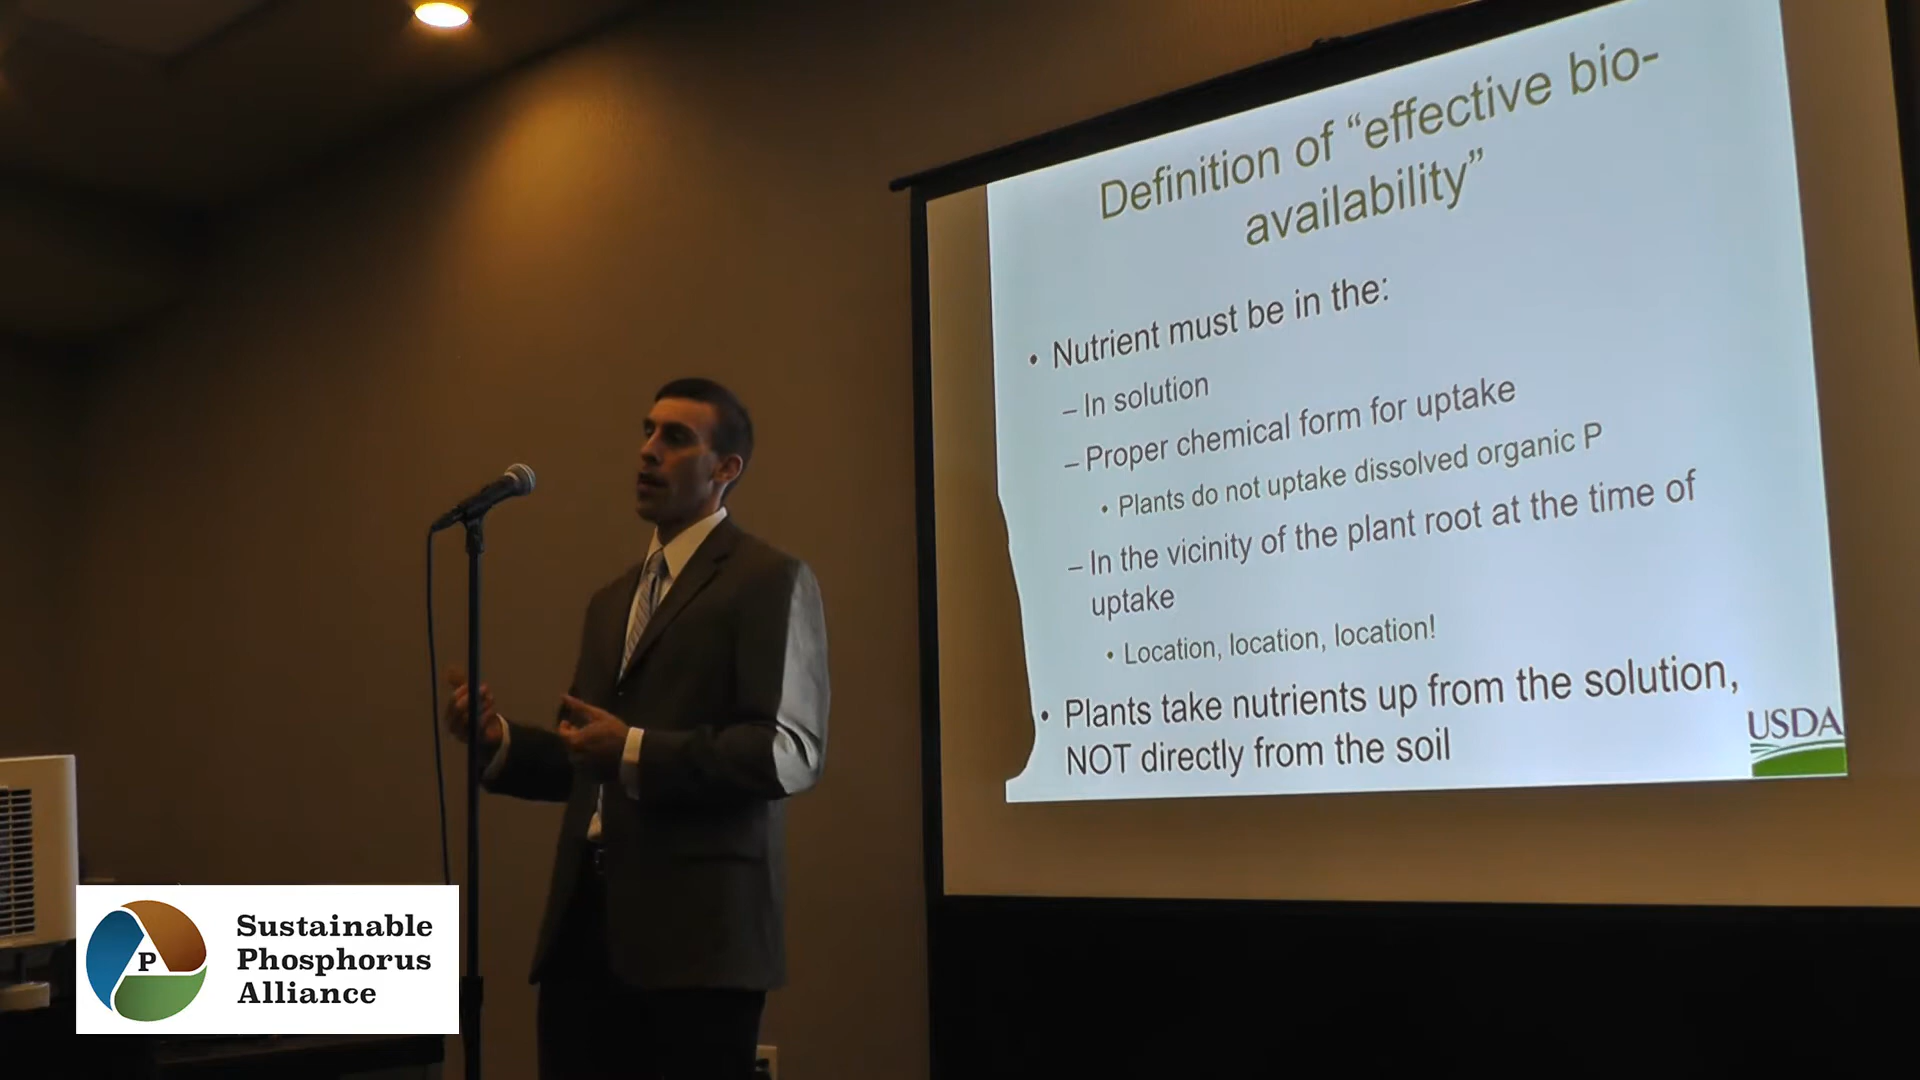 Definition of “effective bio-
availability”
• Nutrient must be in the:
– In solution
– Proper chemical form for uptake
• Plants do not uptake dissolved organic P
– In the vicinity of the plant root at the time of
uptake
• Location, location, location!
• Plants take nutrients up from the solution,
NOT directly from the soil
USDA
P
Sustainable
Phosphorus
Alliance